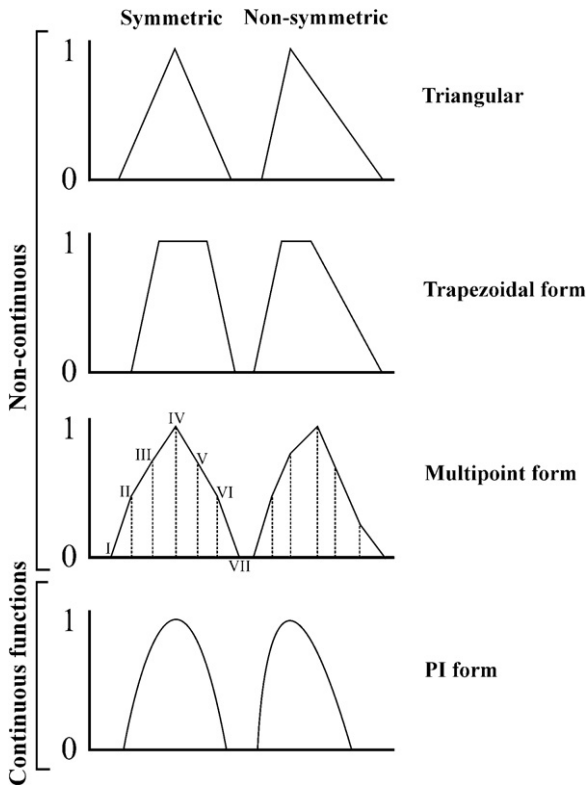 Symmetric Non-symmetric
Non-continuous
1
0
Triangular
1
0
Trapezoidal form
1
0
I
II
III
IV
V
VI
VII
Multipoint form
Continuous functions
1
0
PI form